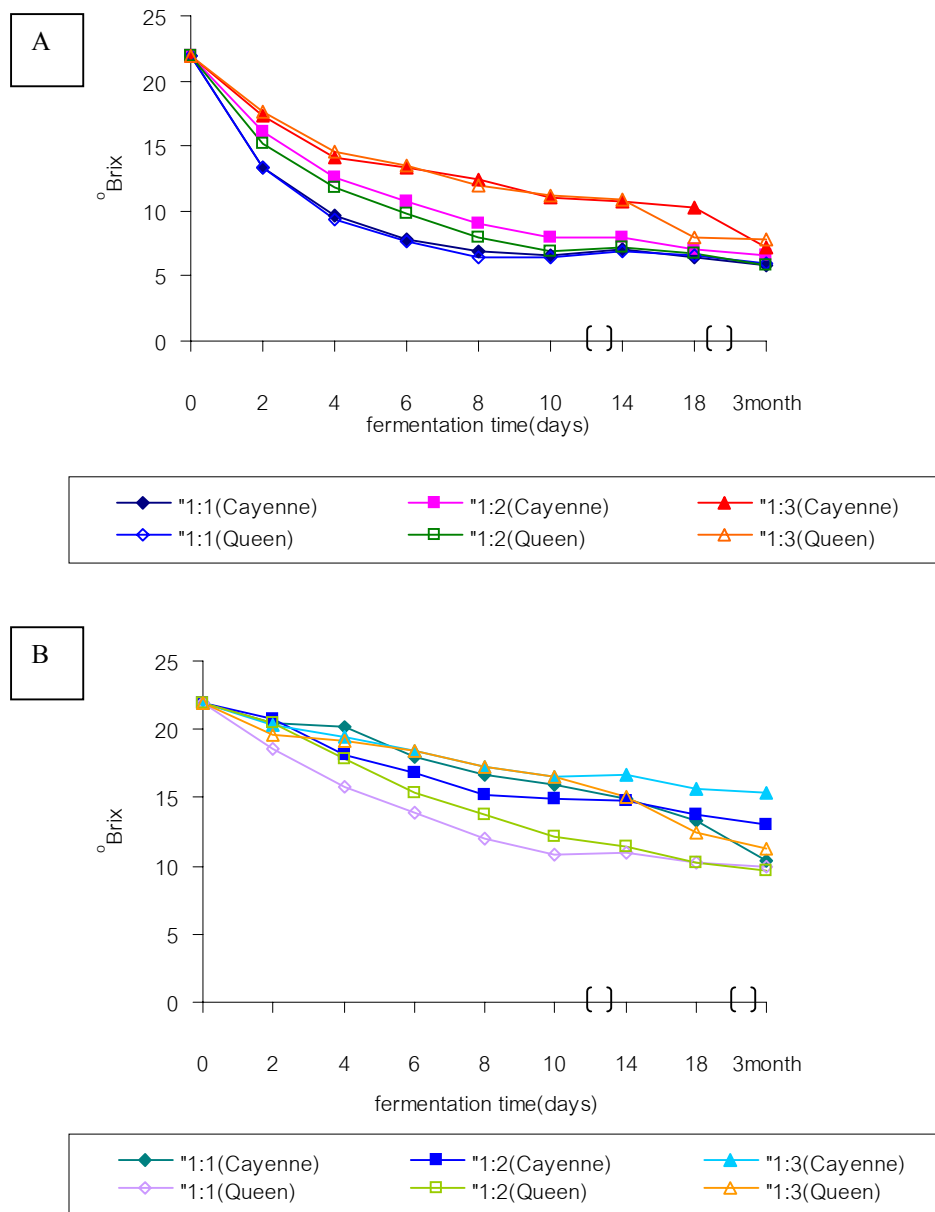 A
25
20
15
10
5
0
°Brix
0 2 4 6 8 10 14 18 3month
fermentation time(days)
"1:1(Cayenne) "1:2(Cayenne) "1:3(Cayenne)
"1:1(Queen) "1:2(Queen) "1:3(Queen)
B
25
20
15
10
5
0
°Brix
0 2 4 6 8 10 14 18 3month
fermentation time(days)
"1:1(Cayenne) "1:2(Cayenne) "1:3(Cayenne)
"1:1(Queen) "1:2(Queen) "1:3(Queen)